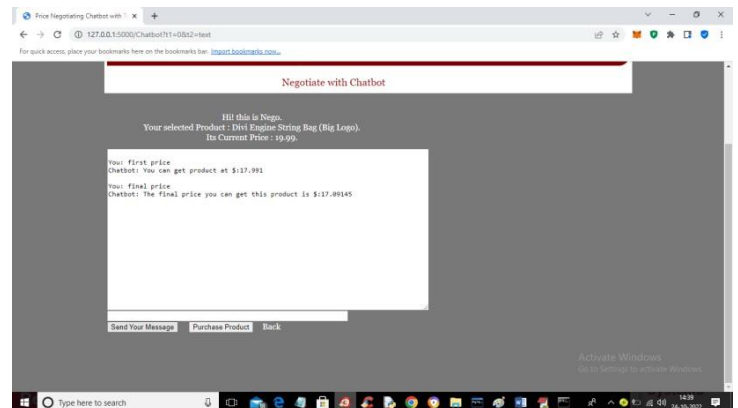 Price Negotiating Chatbot with
127.0.0.1:5000/Chatbot?t1=0&t2=text
For quick access, place your bookmarks here on the bookmarks bar. Import bookmarks now...
Negotiate with Chatbot
Hi! this is Nego.
Your selected Product : Divi Engine String Bag (Big Logo).
Its Current Price : 19.99.
You: first price
Chatbot: You can get product at $:17.991
You: final price
Chatbot: The final price you can get this product is $:17.09145
Send Your Message Purchase Product Back
Activate Windows
Go to Settings to activate Windows.
Type here to search
14:39
24-10-2022